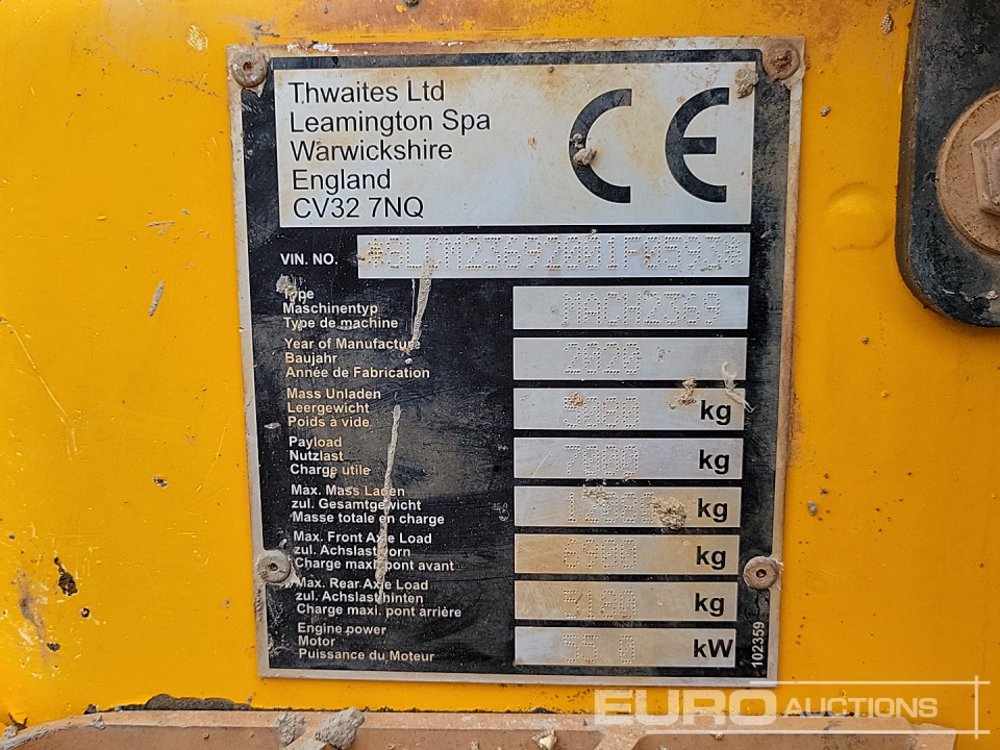 Thwaites Ltd
Leamington Spa
Warwickshire
England
CV32 7NQ
CE
VIN. NO. *SLCM23692001F0593*
Type
Maschinentyp
Type de machine
MACH2369
Year of Manufacture
Baujahr
Année de Fabrication
2020
Mass Unladen
Leergewicht
Poids à vide
5080 kg
Payload
Nutzlast
Charge utile
7000 kg
Max. Mass Laden
zul. Gesamtgewicht
Masse totale en charge
kg
Max. Front Axle Load
zul. Achslast vorn
Charge maxi. pont avant
6900 kg
Max. Rear Axle Load
zul. Achslast hinten
Charge maxi. pont arrière
5180 kg
Engine power
Motor
Puissance du Moteur
55.0 kW
102359
EURO AUCTIONS